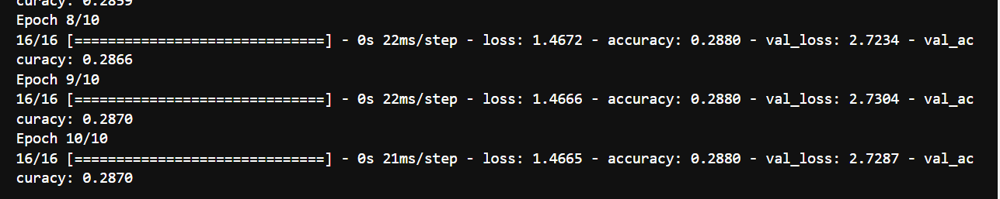 curacy: 0.2859
Epoch 8/10
16/16 [==============================] - 0s 22ms/step - loss: 1.4672 - accuracy: 0.2880 - val_loss: 2.7234 - val_ac
curacy: 0.2866
Epoch 9/10
16/16 [==============================] - 0s 22ms/step - loss: 1.4666 - accuracy: 0.2880 - val_loss: 2.7304 - val_ac
curacy: 0.2870
Epoch 10/10
16/16 [==============================] - 0s 21ms/step - loss: 1.4665 - accuracy: 0.2880 - val_loss: 2.7287 - val_ac
curacy: 0.2870